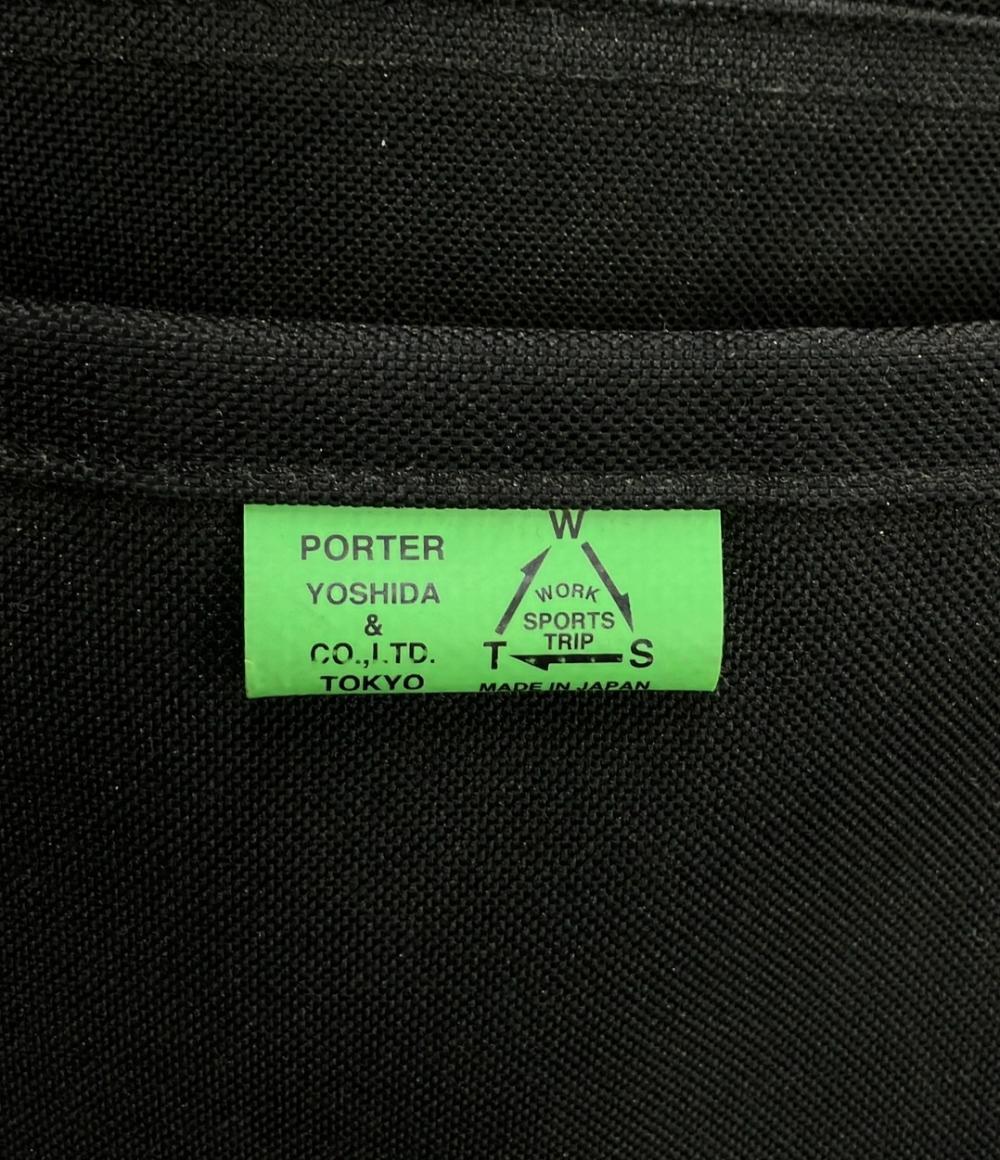 PORTER
YOSHIDA
&
CO.,LTD.
TOKYO
W
WORK
SPORTS
TRIP
T S
MADE IN JAPAN